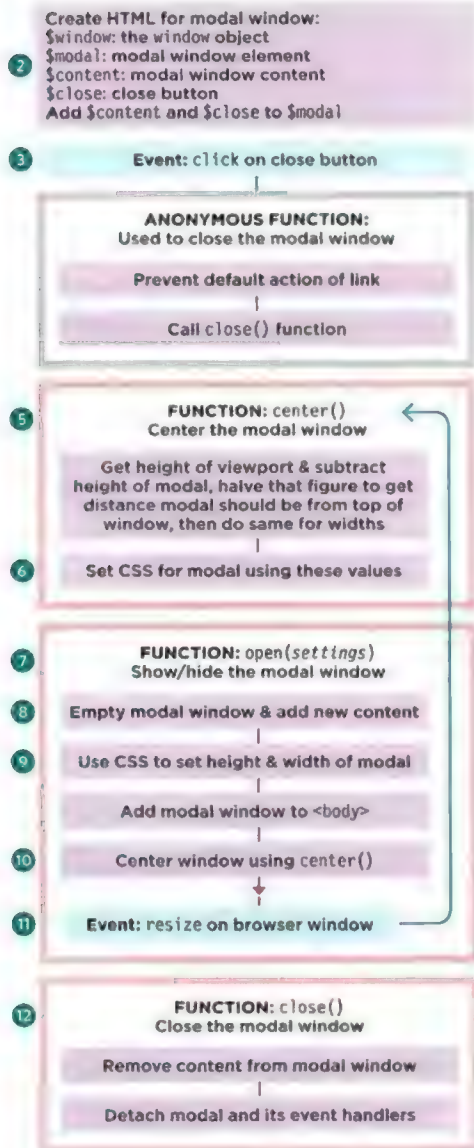 Create HTML for modal window:
$window: the window object
2 $modal: modal window element
$content: modal window content
$close: close button
Add $content and $close to $modal
3 Event: click on close button
ANONYMOUS FUNCTION:
Used to close the modal window
Prevent default action of link
Call close() function
5 FUNCTION: center()
Center the modal window
Get height of viewport & subtract
height of modal, halve that figure to get
distance modal should be from top of
window, then do same for widths
6 Set CSS for modal using these values
7 FUNCTION: open(settings)
Show/hide the modal window
8 Empty modal window & add new content
9 Use CSS to set height & width of modal
Add modal window to <body>
10 Center window using center()
11 Event: resize on browser window
12 FUNCTION: close()
Close the modal window
Remove content from modal window
Detach modal and its event handlers